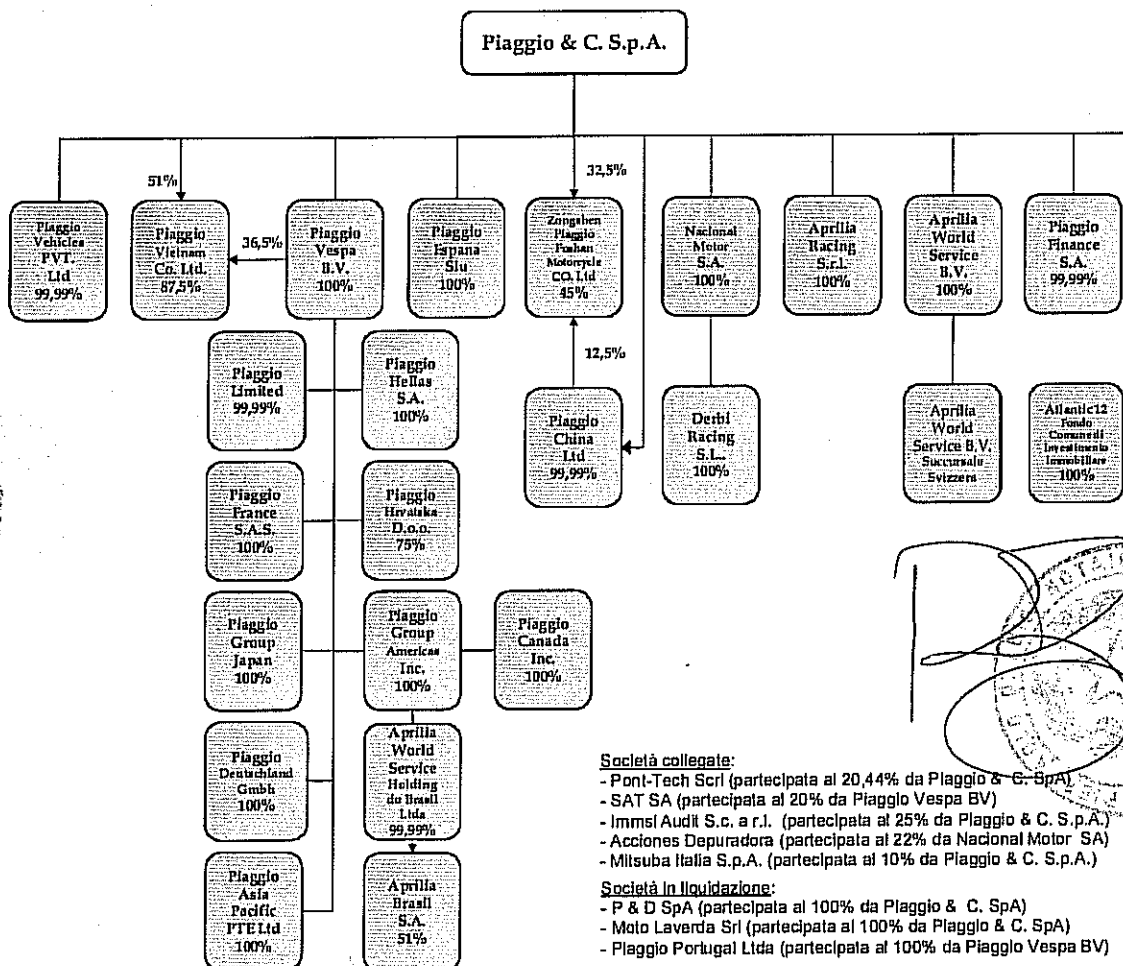 Piaggio & C. S.p.A.
51%
32,5%
Piaggio
Vehicles
PVT.
Ltd
99,99%
Piaggio
Vietnam
Co. Ltd.
87,5%
36,5%
Piaggio
Vespa
B.V.
100%
Piaggio
Espana
Slu
100%
Zongshen
Piaggio
Foshan
Motorcycle
CO. Ltd
45%
Nacional
Motor
S.A.
100%
Aprilia
Racing
S.r.l.
100%
Aprilia
World
Service
B.V.
100%
Piaggio
Finance
S.A.
99,99%
Piaggio
Limited
99,99%
Piaggio
Hellas
S.A.
100%
12,5%
Piaggio
China
Ltd
99,99%
Derbi
Racing
S.L.
100%
Aprilia
World
Service B.V.
Succursale
Svizzera
Atlantic 12
Fondo
Comune di
Investimento
Immobiliare
100%
Piaggio
France
S.A.S.
100%
Piaggio
Hrvatska
D.o.o.
75%
Piaggio
Group
Japan
100%
Piaggio
Group
Americas
Inc.
100%
Piaggio
Canada
Inc.
100%
Piaggio
Deutschland
Gmbh
100%
Aprilia
World
Service
Holding
do Brasil
Ltda
99,99%
Piaggio
Asia
Pacific
PTE Ltd
100%
Aprilia
Brasil
S.A.
51%
Società collegate:
- Pont-Tech Scrl (partecipata al 20,44% da Piaggio & C. SpA)
- SAT SA (partecipata al 20% da Piaggio Vespa BV)
- Immsi Audit S.c. a r.l. (partecipata al 25% da Piaggio & C. S.p.A.)
- Acciones Depuradora (partecipata al 22% da Nacional Motor SA)
- Mitsuba Italia S.p.A. (partecipata al 10% da Piaggio & C. S.p.A.)
Società in liquidazione:
- P & D SpA (partecipata al 100% da Piaggio & C. SpA)
- Moto Laverda Srl (partecipata al 100% da Piaggio & C. SpA)
- Piaggio Portugal Ltda (partecipata al 100% da Piaggio Vespa BV)